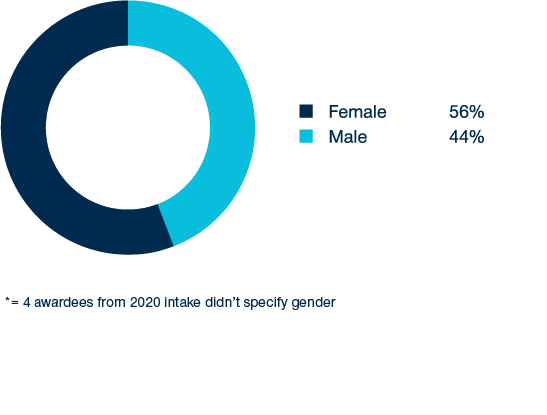 Female 56%
Male 44%
*= 4 awardees from 2020 intake didn’t specify gender